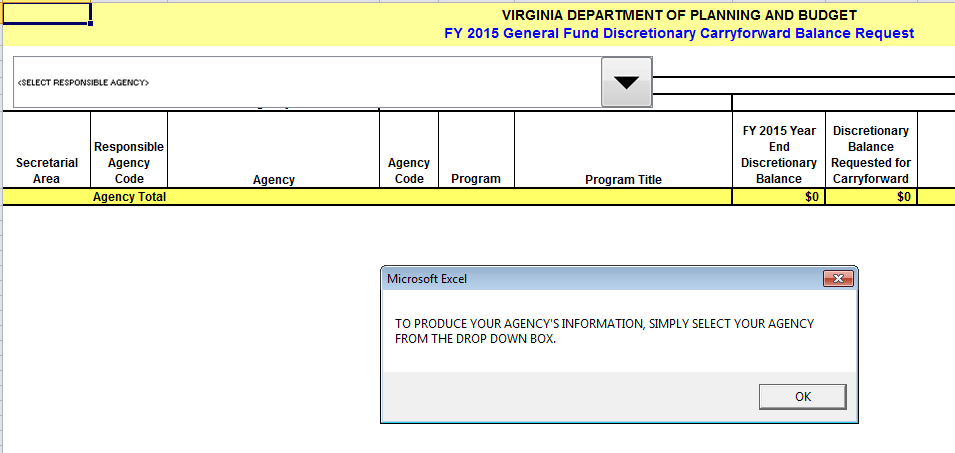 VIRGINIA DEPARTMENT OF PLANNING AND BUDGET
FY 2015 General Fund Discretionary Carryforward Balance Request
<SELECT RESPONSIBLE AGENCY>
Secretarial
Area
Responsible
Agency
Code
Agency
Agency
Code
Program
Program Title
FY 2015 Year
End
Discretionary
Balance
Discretionary
Balance
Requested for
Carryforward
Agency Total
$0
$0
Microsoft Excel
TO PRODUCE YOUR AGENCY'S INFORMATION, SIMPLY SELECT YOUR AGENCY
FROM THE DROP DOWN BOX.
OK